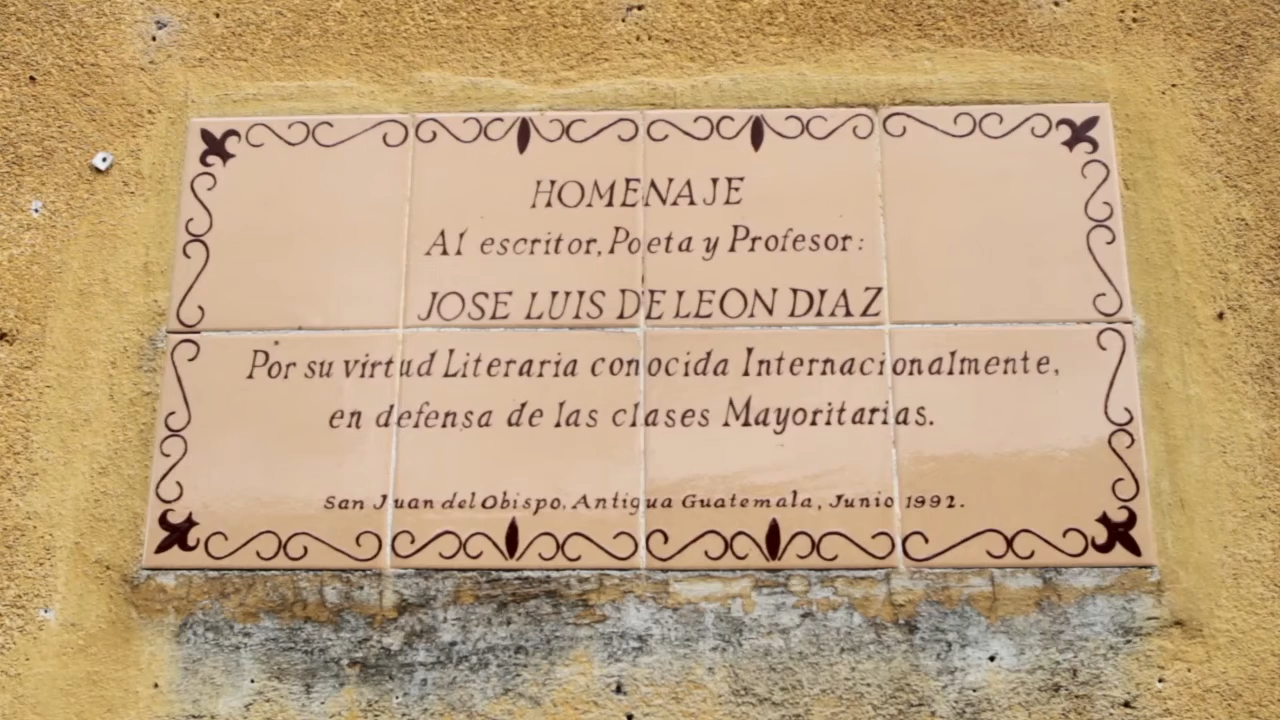 HOMENAJE
Al escritor, Poeta y Profesor:
JOSE LUIS DE LEON DIAZ
Por su virtud Literaria conocida Internacionalmente,
en defensa de las clases Mayoritarias.
San Juan del Obispo, Antigua Guatemala, Junio 1992.